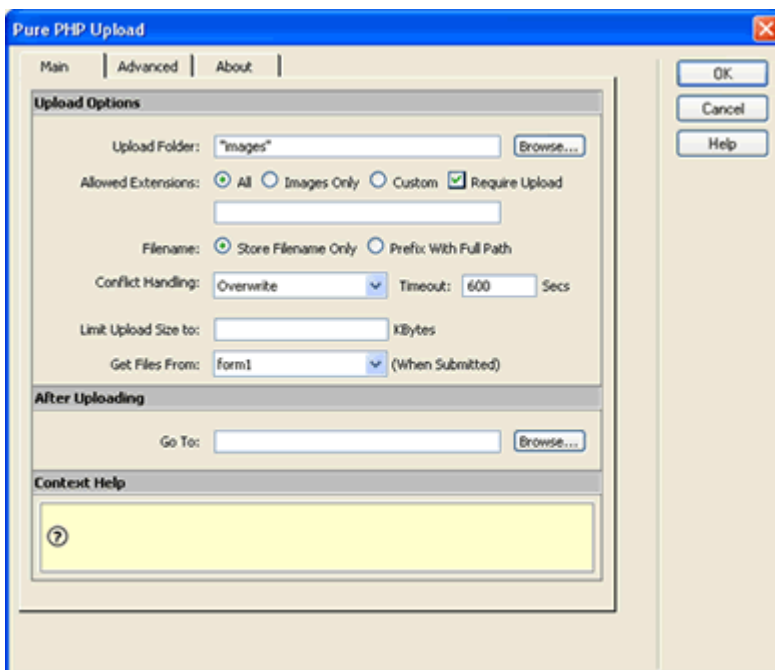 Pure PHP Upload
Main Advanced About
OK
Cancel
Help
Upload Options
Upload Folder: "images" Browse...
Allowed Extensions: All Images Only Custom Require Upload
Filename: Store Filename Only Prefix With Full Path
Conflict Handling: Overwrite Timeout: 600 Secs
Limit Upload Size to: KBytes
Get Files From: form1 (When Submitted)
After Uploading
Go To: Browse...
Context Help
?